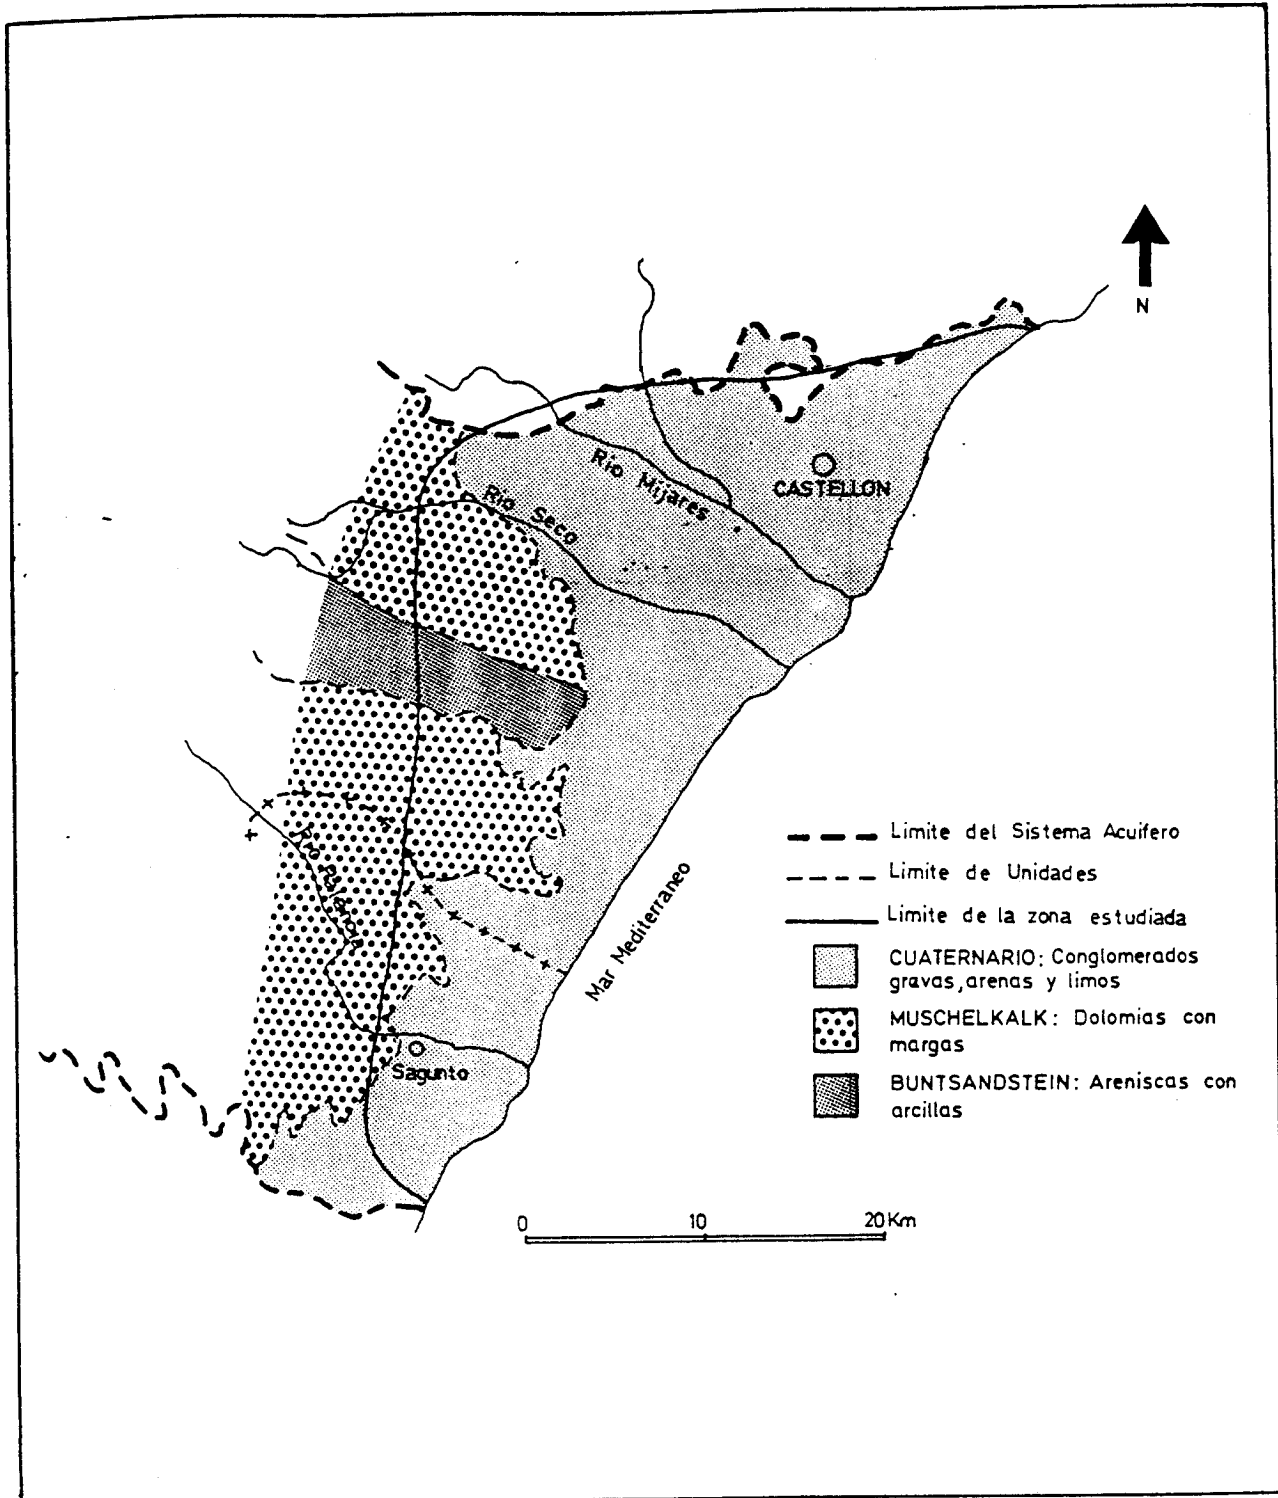 N
CASTELLON
Rio Mijares
Rio Seco
Rio Palancia
Sagunto
Mar Mediterraneo
Limite del Sistema Acuifero
Limite de Unidades
Limite de la zona estudiada
CUATERNARIO: Conglomerados
gravas, arenas y limos
MUSCHELKALK: Dolomias con
margas
BUNTSANDSTEIN: Areniscas con
arcillas
0 10 20Km